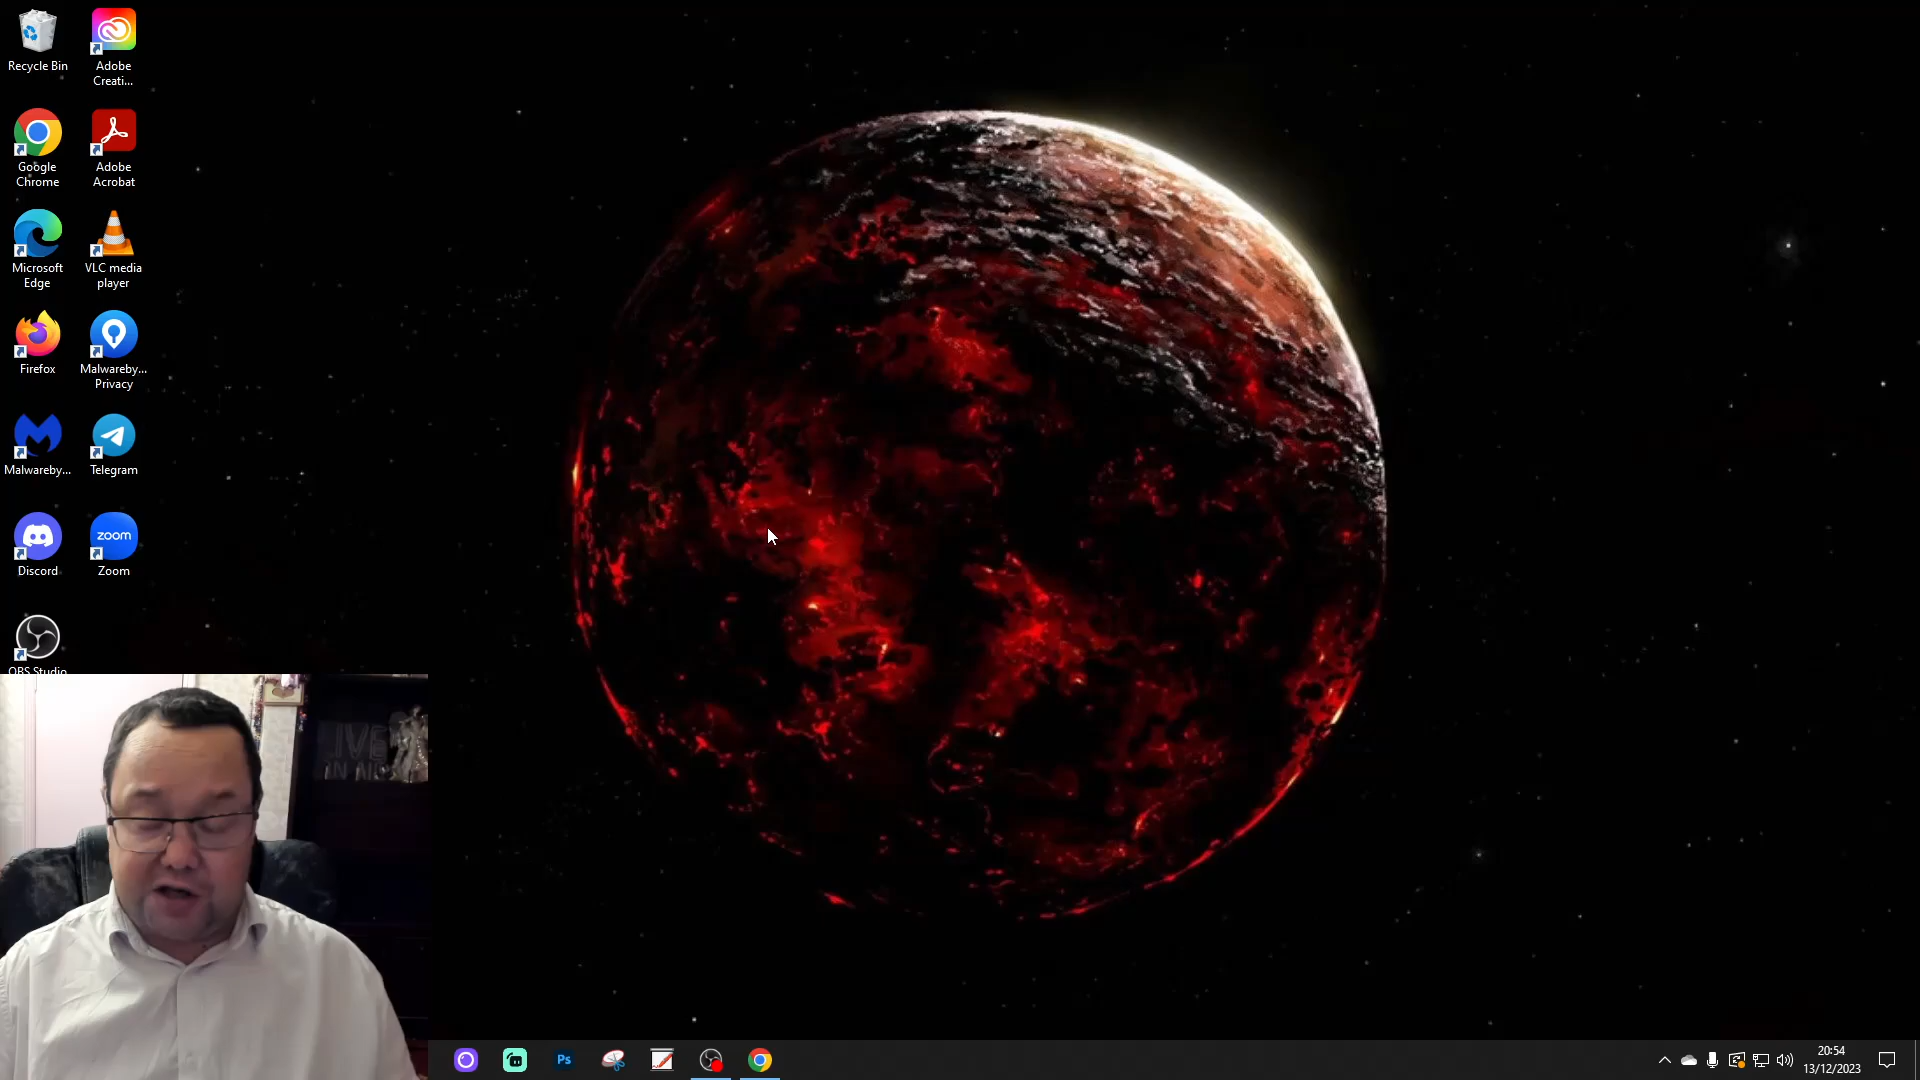 Recycle Bin
Adobe
Creati...
Google
Chrome
Adobe
Acrobat
Microsoft
Edge
VLC media
player
Firefox
Malwareby...
Privacy
Malwareby...
Telegram
Discord
zoom
Zoom
OBS Studio
LIVE
Ps
20:54
13/12/2023